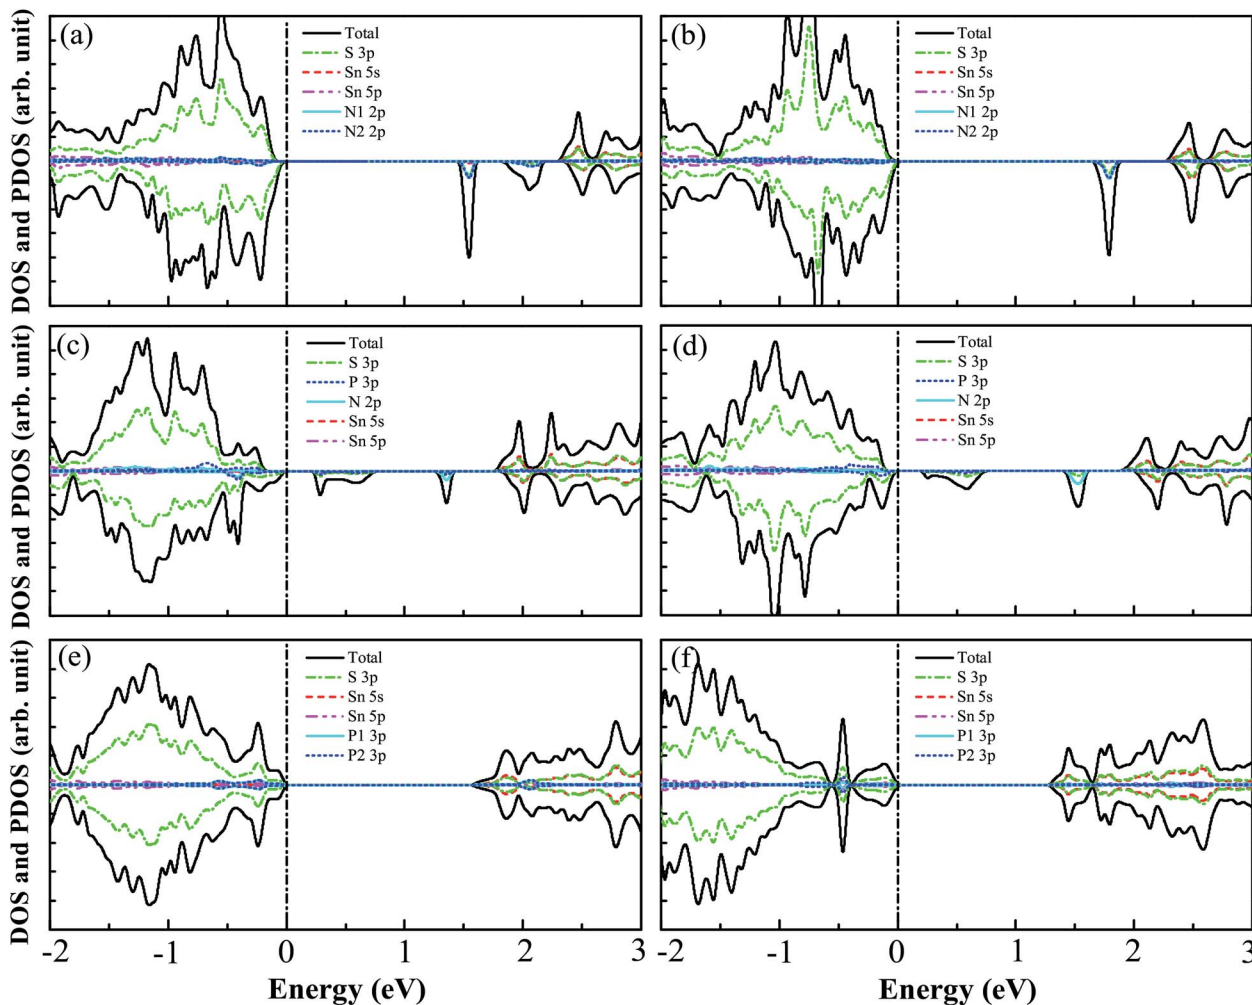 (a)
Total
S 3p
Sn 5s
Sn 5p
N1 2p
N2 2p
(b)
Total
S 3p
Sn 5s
Sn 5p
N1 2p
N2 2p
DOS and PDOS (arb. unit)
(c)
Total
S 3p
P 3p
N 2p
Sn 5s
Sn 5p
(d)
Total
S 3p
P 3p
N 2p
Sn 5s
Sn 5p
DOS and PDOS (arb. unit)
(e)
Total
S 3p
Sn 5s
Sn 5p
P1 3p
P2 3p
(f)
Total
S 3p
Sn 5s
Sn 5p
P1 3p
P2 3p
DOS and PDOS (arb. unit)
-2 -1 0 1 2 3
-2 -1 0 1 2 3
Energy (eV)
Energy (eV)